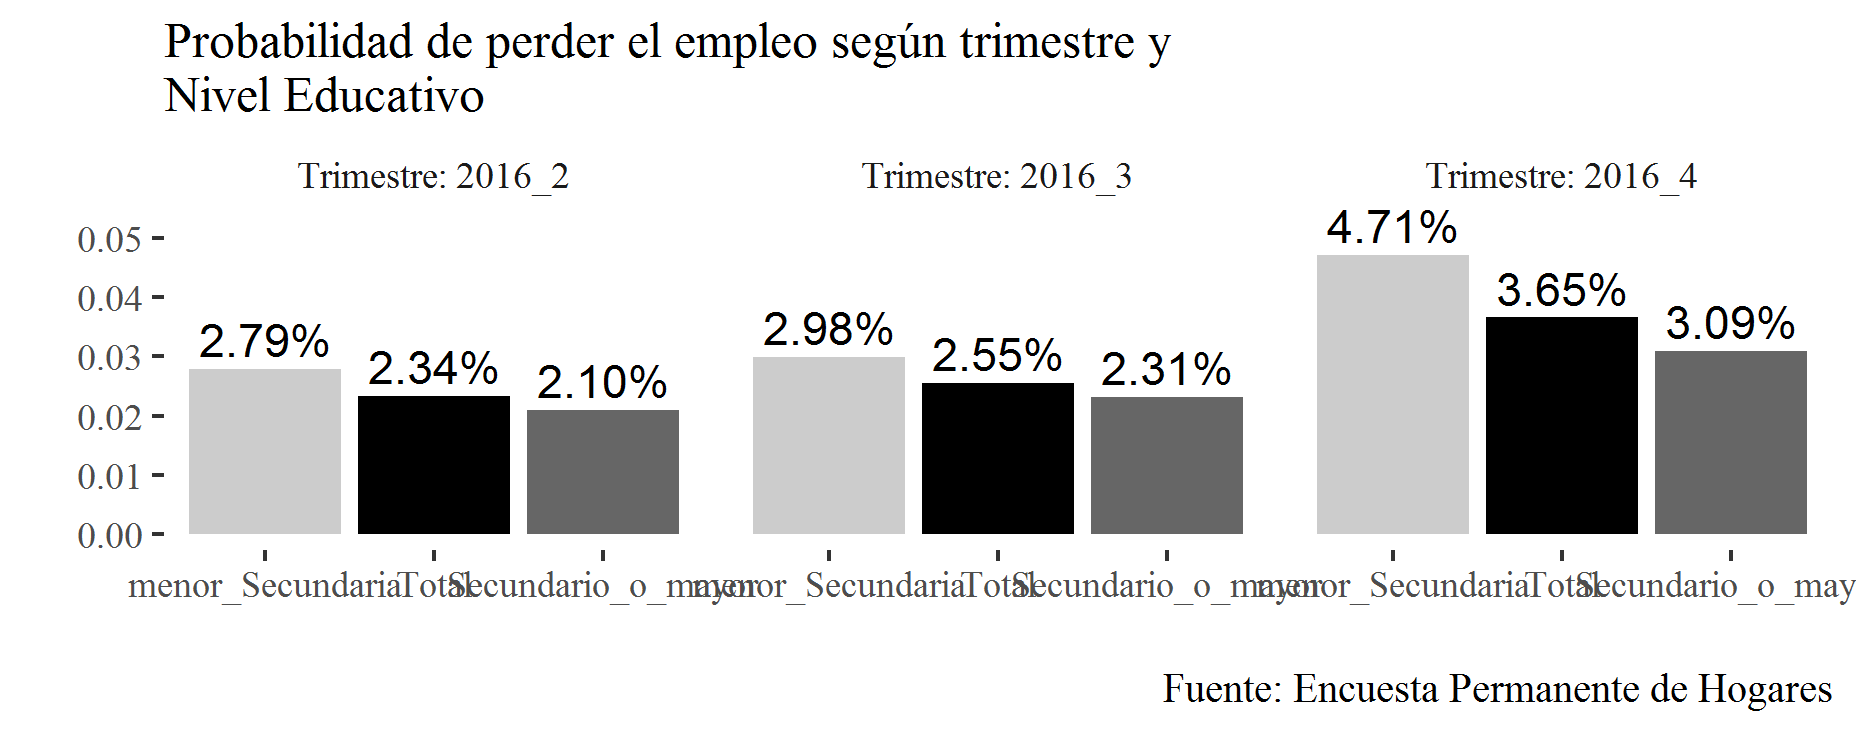 Probabilidad de perder el empleo según trimestre y
Nivel Educativo
Trimestre: 2016_2 Trimestre: 2016_3 Trimestre: 2016_4
0.05
0.04
0.03
0.02
0.01
0.00
2.79% 2.34% 2.10% 2.98% 2.55% 2.31% 4.71% 3.65% 3.09%
menor_Secundaria Total Secundario_o_mayor menor_Secundaria Total Secundario_o_mayor menor_Secundaria Total Secundario_o_may
Fuente: Encuesta Permanente de Hogares